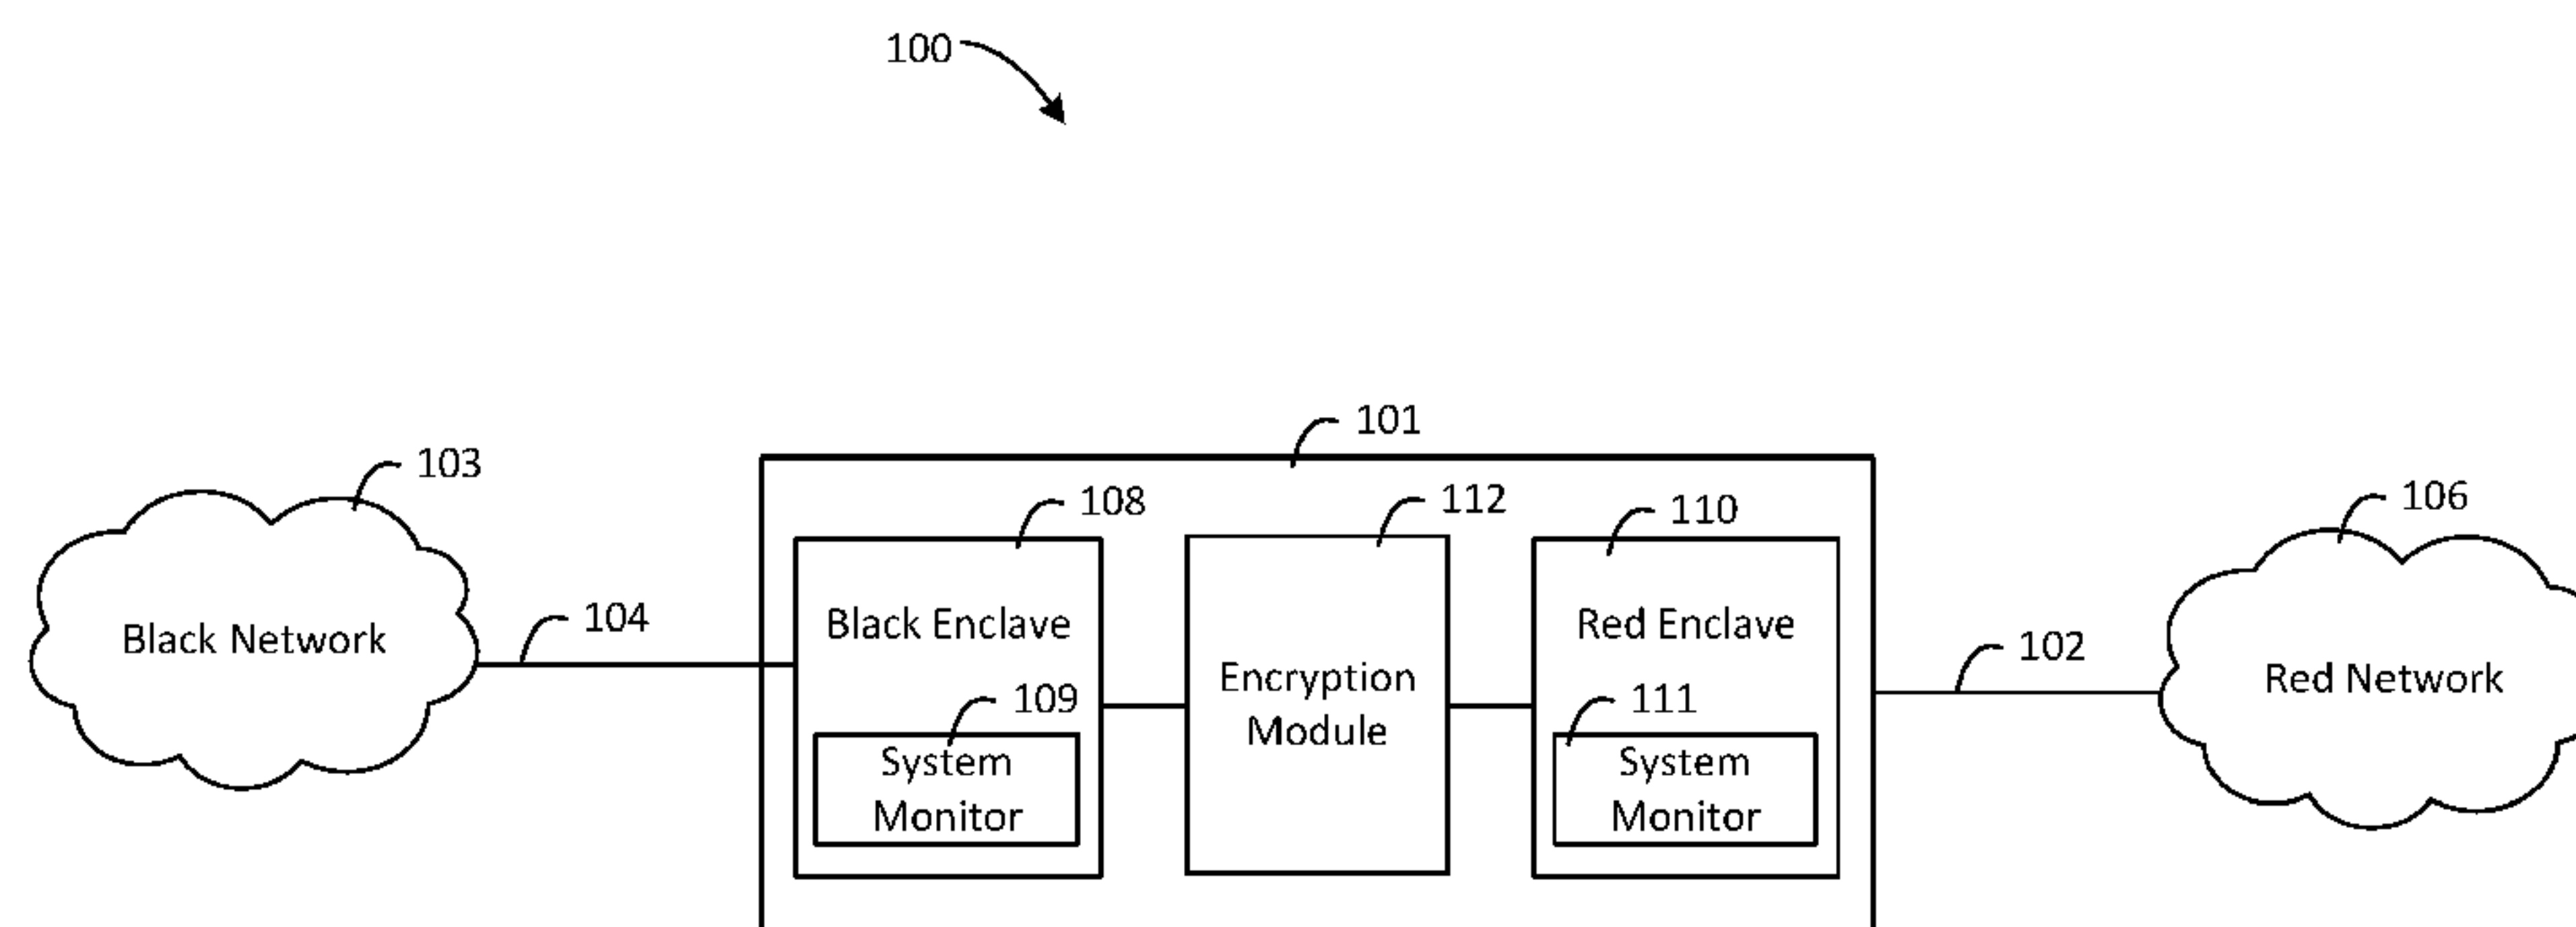 100
101
103
108
112
110
106
Black Network
104
Black Enclave
Encryption
Module
Red Enclave
102
Red Network
109
System
Monitor
111
System
Monitor